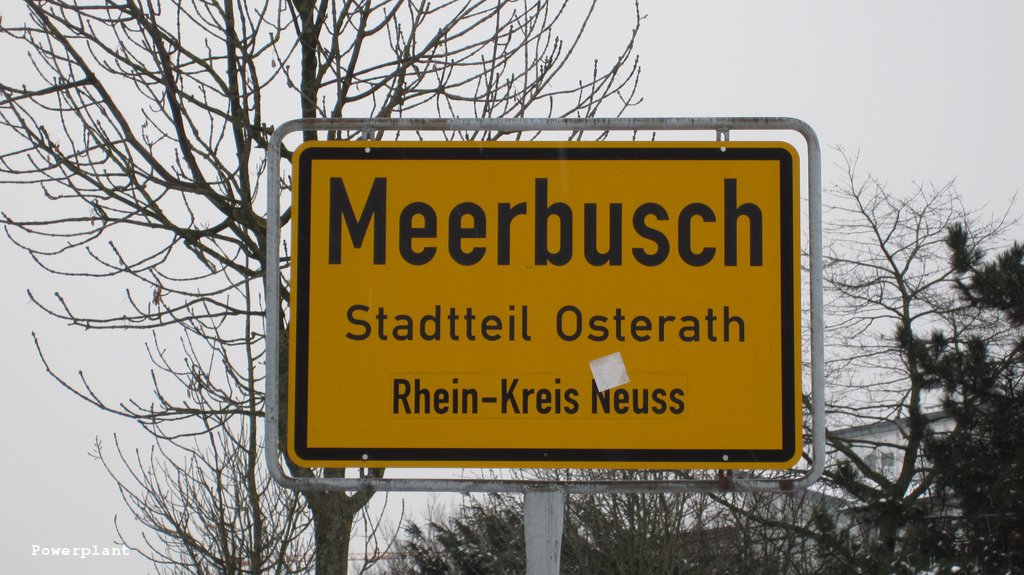 Meerbusch
Stadtteil Osterath
Rhein-Kreis Neuss
Powerplant